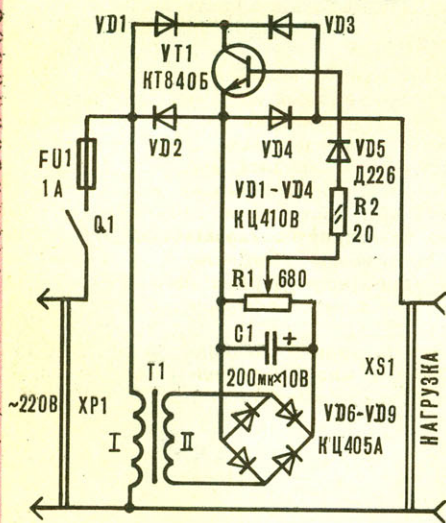 VD1
VD3
VT1
КТ840Б
FU1
1А
VD2
VD4
VD5
Д226
Q1
VD1-VD4
КЦ410В
R2
20
R1
680
C1
+
200мк×10В
T1
XS1
~220В
XP1
I
II
VD6-VD9
КЦ405А
НАГРУЗКА